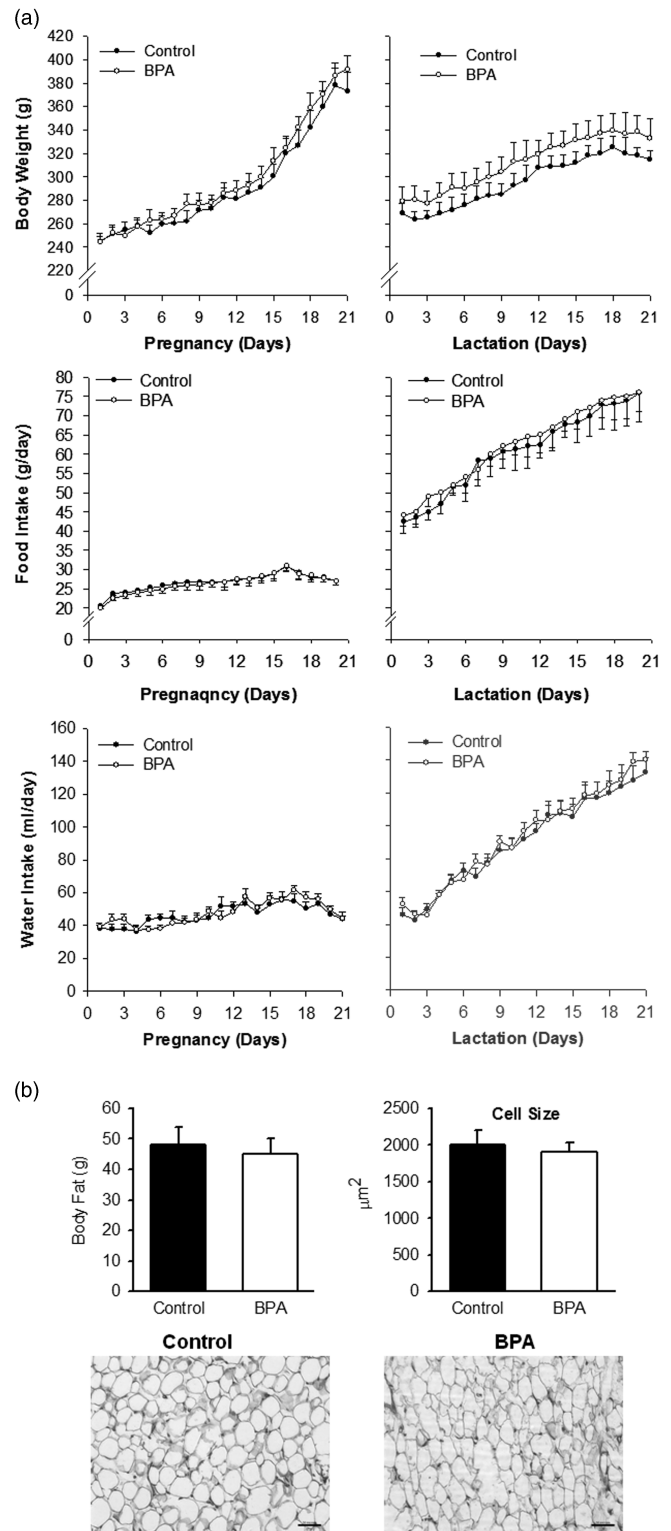 (a)
420
400
380
360
340
320
300
280
260
240
220
0
Body Weight (g)
Control
BPA
0 3 6 9 12 15 18 21
Pregnancy (Days)
Control
BPA
0 3 6 9 12 15 18 21
Lactation (Days)
80
75
70
65
60
55
50
45
40
35
30
25
20
0
Food Intake (g/day)
Control
BPA
0 3 6 9 12 15 18 21
Pregnaqncy (Days)
Control
BPA
0 3 6 9 12 15 18 21
Lactation (Days)
160
140
120
100
80
60
40
20
0
Water Intake (ml/day)
Control
BPA
0 3 6 9 12 15 18 21
Pregnancy (Days)
Control
BPA
0 3 6 9 12 15 18 21
Lactation (Days)
(b)
60
50
40
30
20
10
0
Body Fat (g)
Control BPA
Cell Size
2500
2000
1500
1000
500
0
µm2
Control BPA
Control
BPA